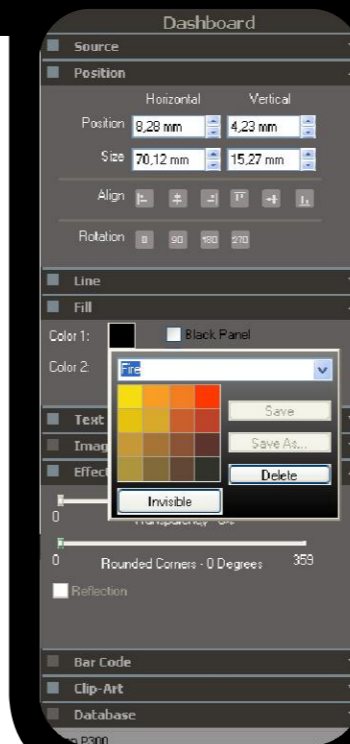 Dashboard
Source
Position
Horizontal Vertical
Position 8,28 mm 4,23 mm
Size 70,12 mm 15,27 mm
Align
Rotation 0 90 180 270
Line
Fill
Color 1: Black Panel
Color 2:
Fire
Save
Save As...
Delete
Invisible
Text
Imag
Effect
0
0 Rounded Corners - 0 Degrees 359
Reflection
Bar Code
Clip-Art
Database
P300